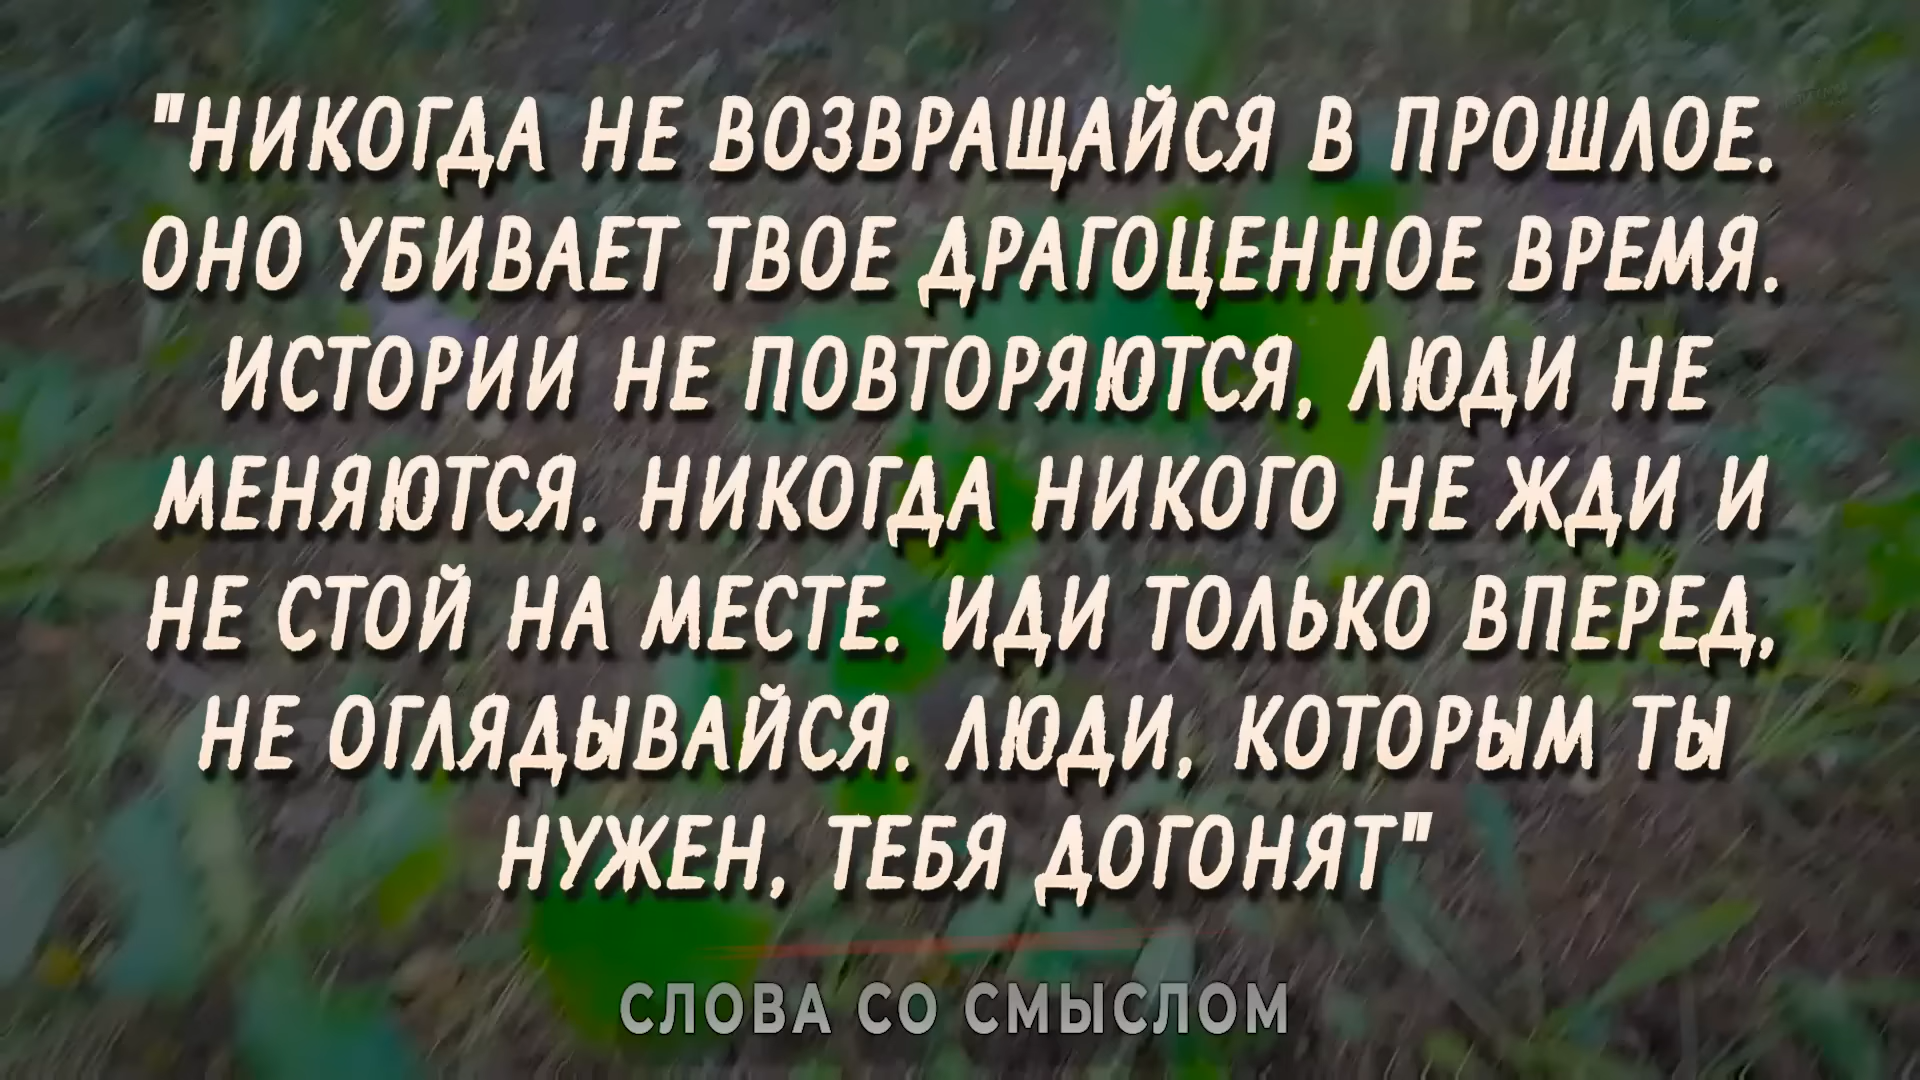 "НИКОГДА НЕ ВОЗВРАЩАЙСЯ В ПРОШЛОЕ.
ОНО УБИВАЕТ ТВОЕ ДРАГОЦЕННОЕ ВРЕМЯ.
ИСТОРИИ НЕ ПОВТОРЯЮТСЯ, ЛЮДИ НЕ
МЕНЯЮТСЯ. НИКОГДА НИКОГО НЕ ЖДИ И
НЕ СТОЙ НА МЕСТЕ. ИДИ ТОЛЬКО ВПЕРЕД,
НЕ ОГЛЯДЫВАЙСЯ. ЛЮДИ, КОТОРЫМ ТЫ
НУЖЕН, ТЕБЯ ДОГОНЯТ"
СЛОВА СО СМЫСЛОМ